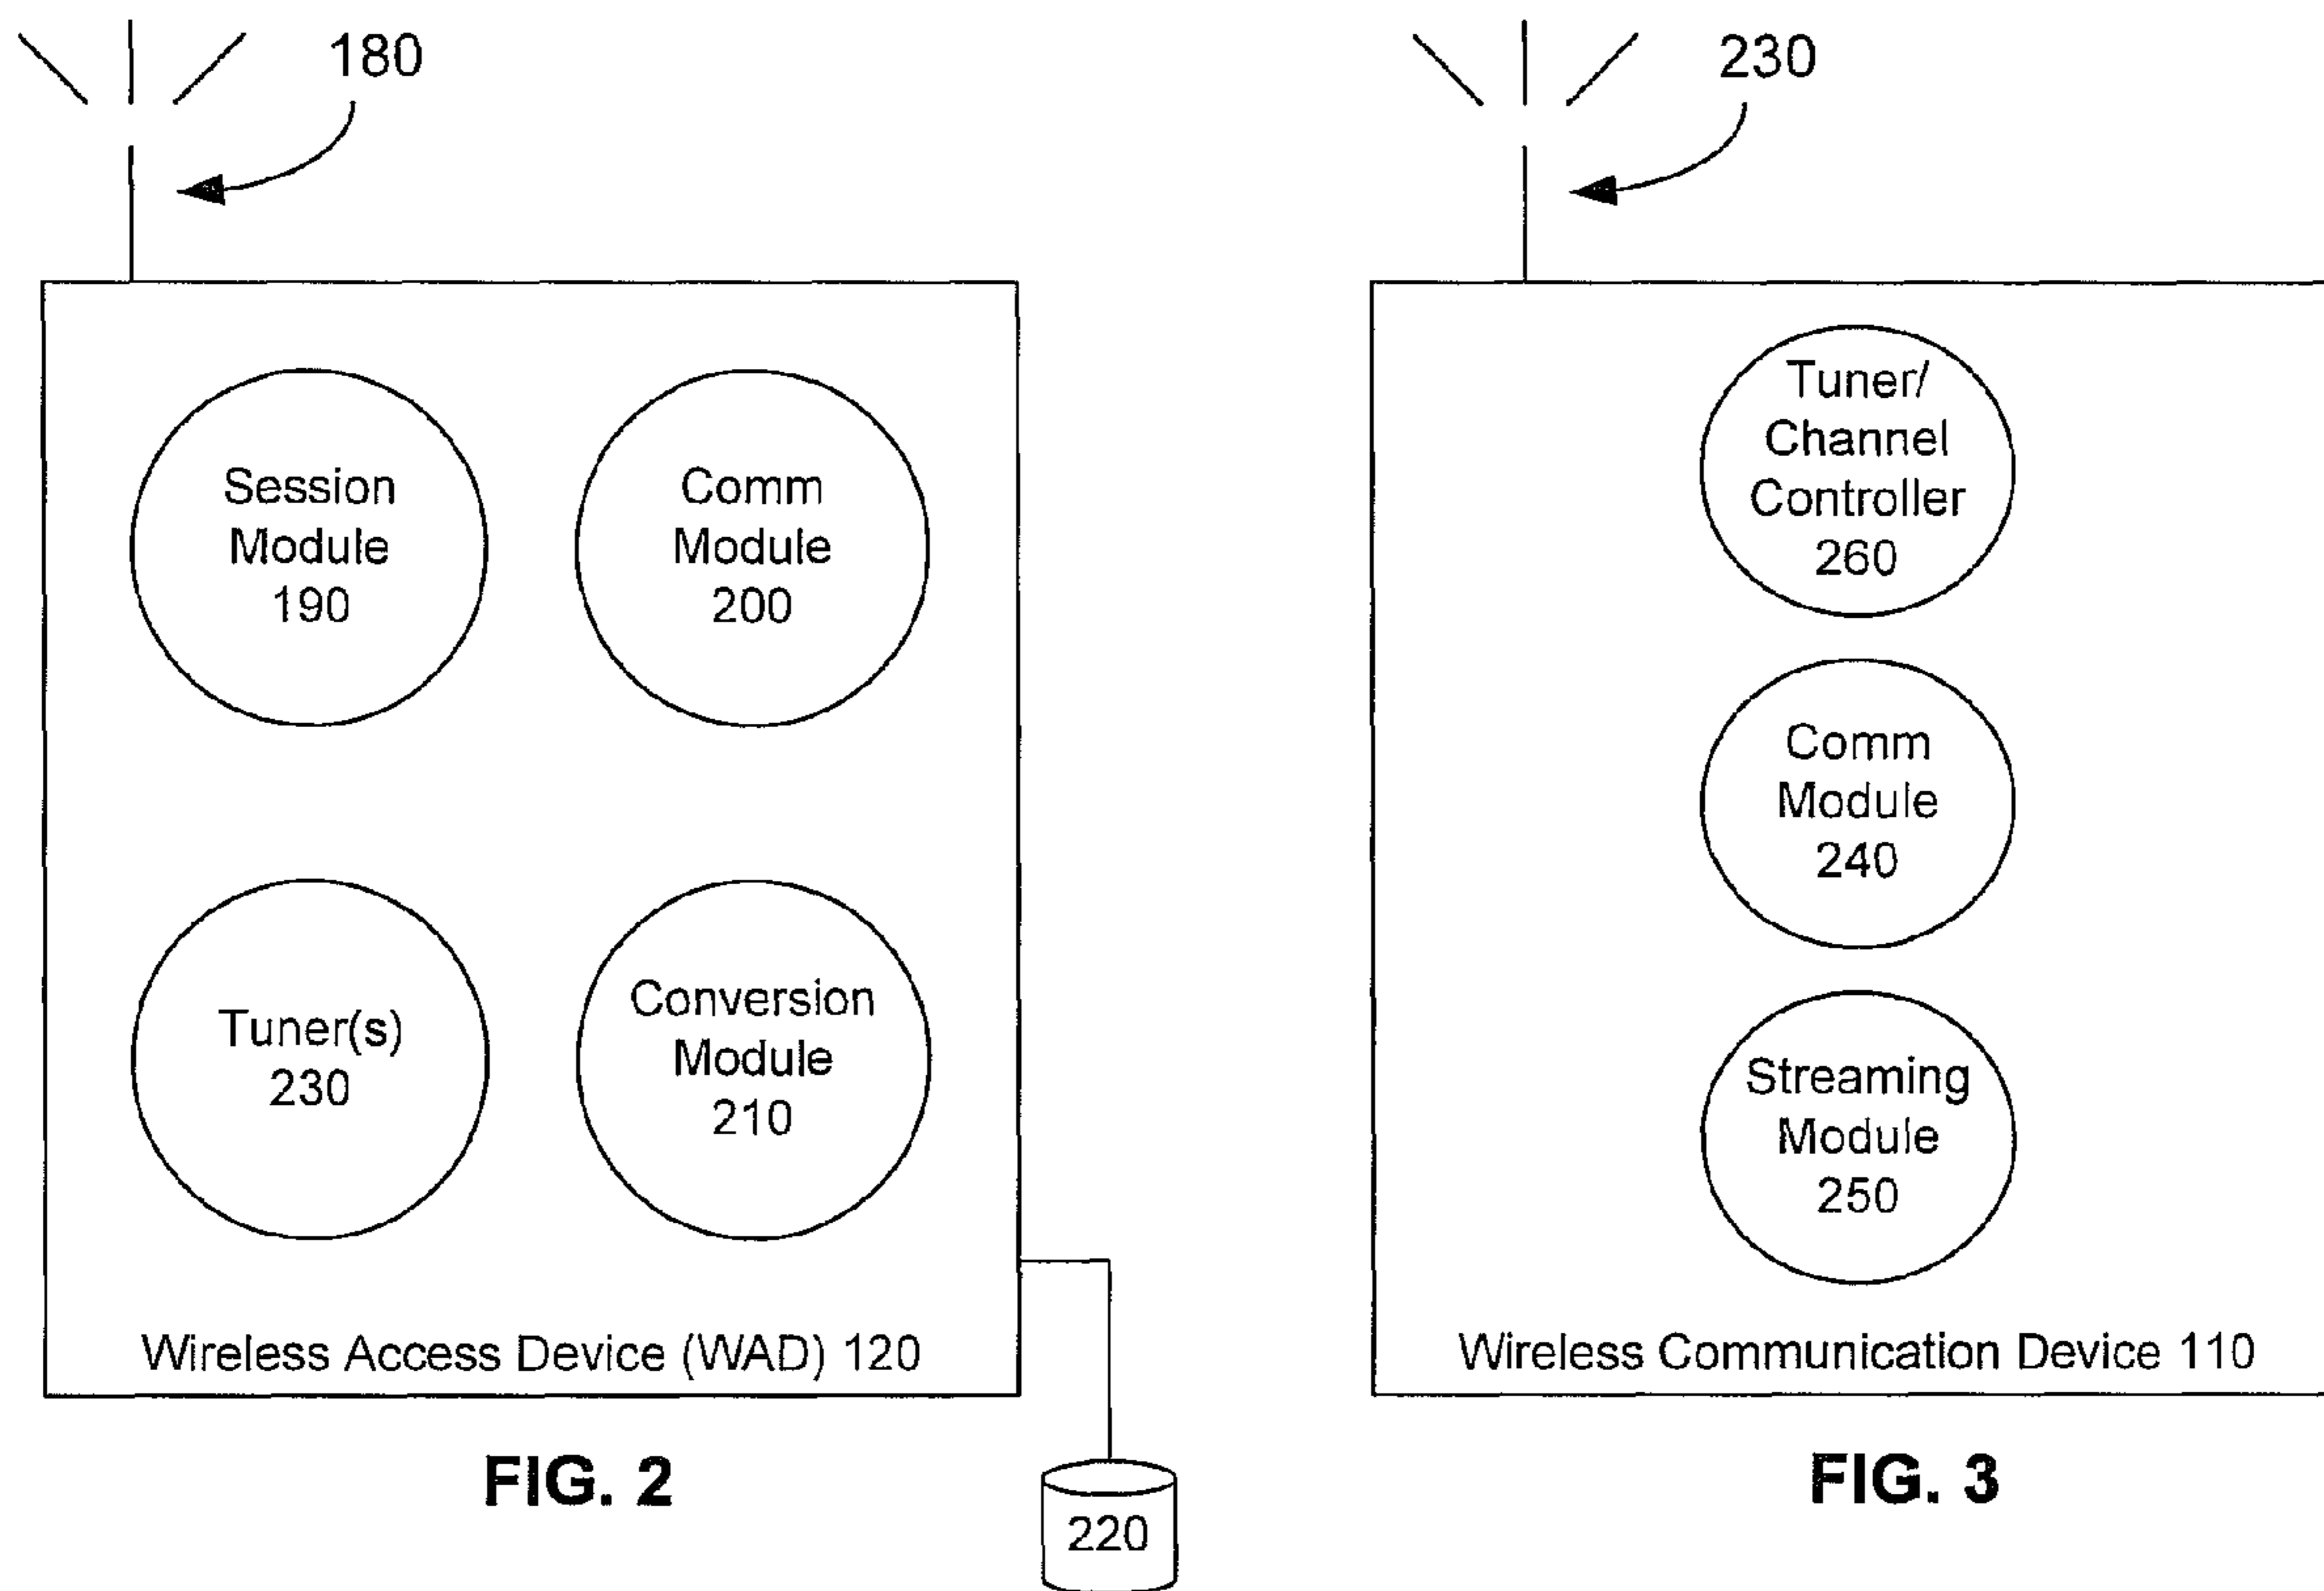 180
Session
Module
190
Comm
Module
200
Tuner(s)
230
Conversion
Module
210
Wireless Access Device (WAD) 120
220
FIG. 2
230
Tuner/
Channel
Controller
260
Comm
Module
240
Streaming
Module
250
Wireless Communication Device 110
FIG. 3